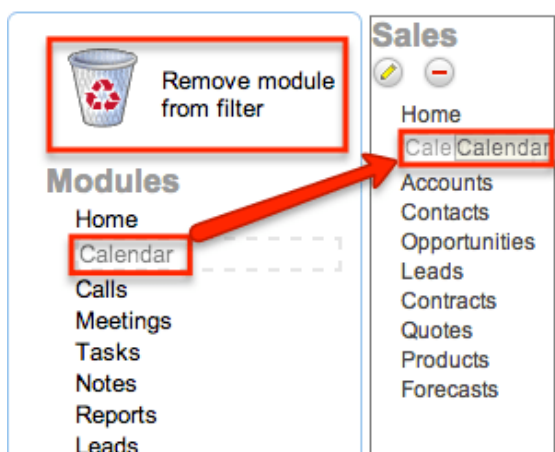 Remove module
from filter
Modules
Home
Calendar
Calls
Meetings
Tasks
Notes
Reports
Leads
Sales
Home
Cale Calendar
Accounts
Contacts
Opportunities
Leads
Contracts
Quotes
Products
Forecasts